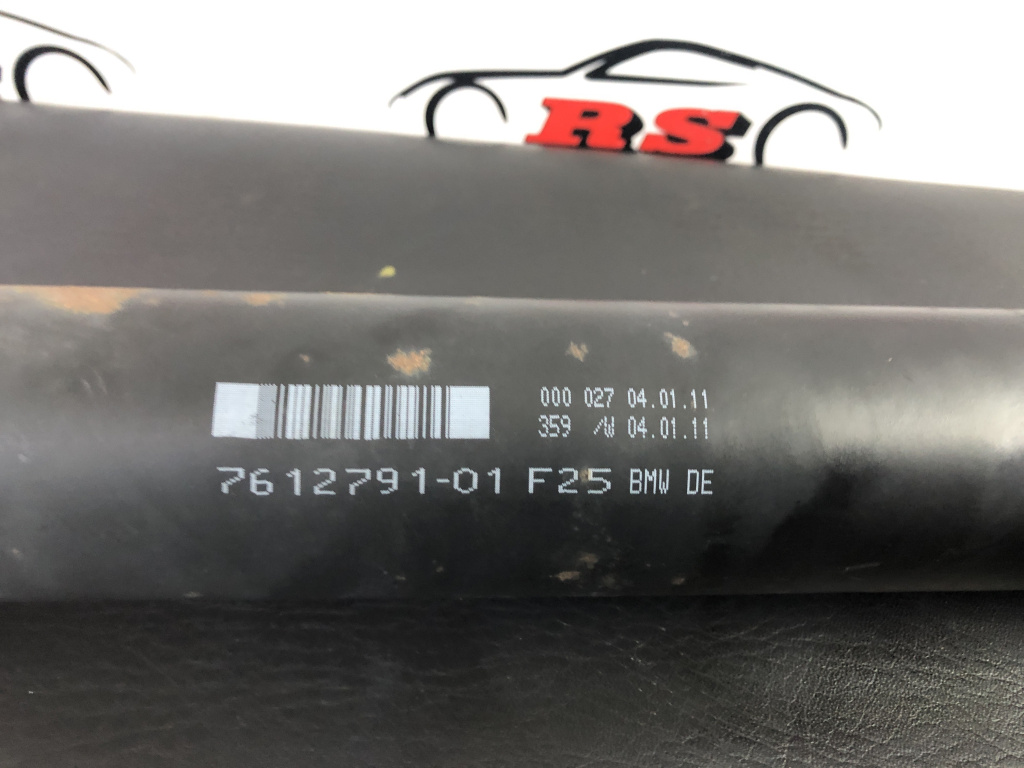 RS
000 027 04.01.11
359 /W 04.01.11
7612791-01 F25 BMW DE